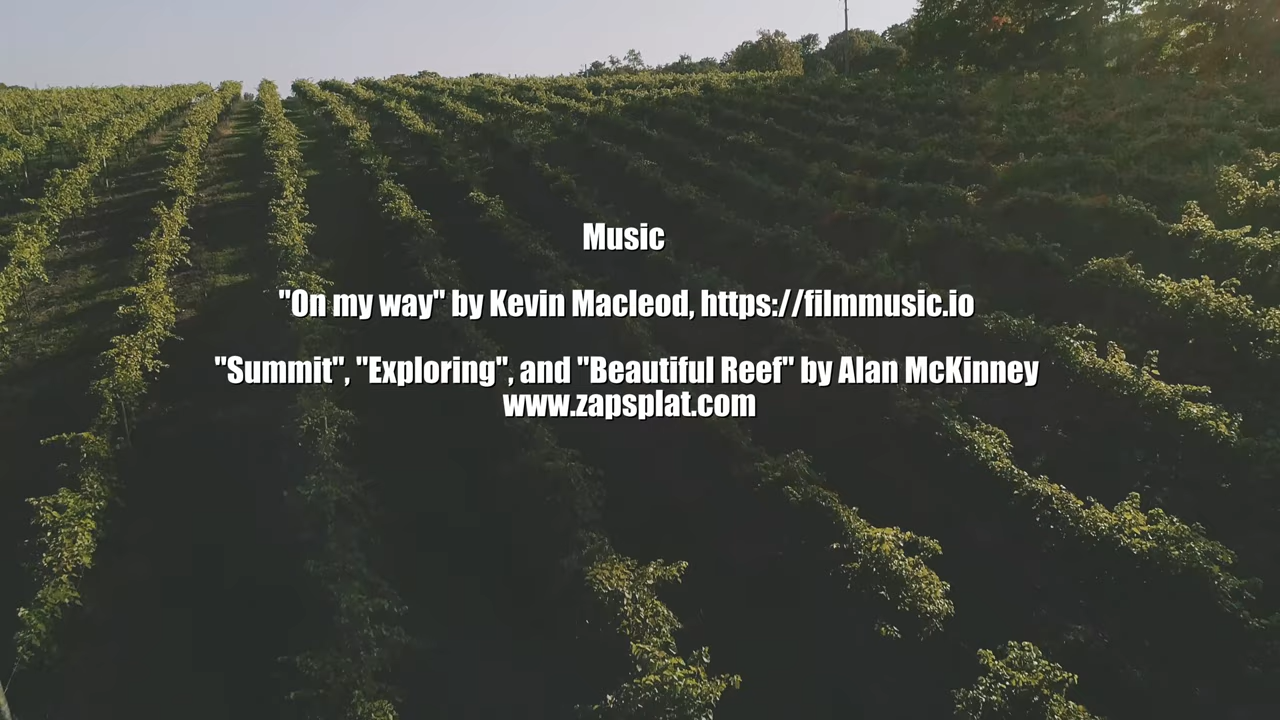 Music
"On my way" by Kevin Macleod, https://filmmusic.io
"Summit", "Exploring", and "Beautiful Reef" by Alan McKinney
www.zapsplat.com